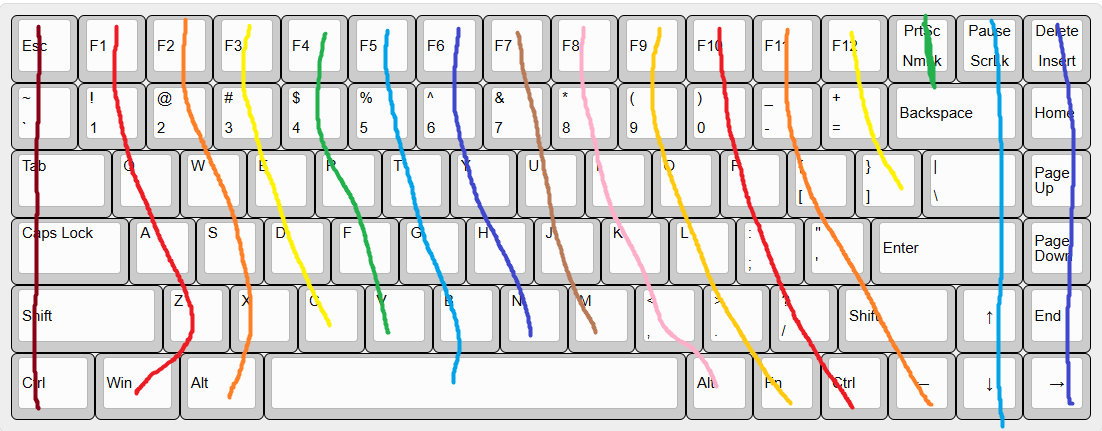 Esc F1 F2 F3 F4 F5 F6 F7 F8 F9 F10 F11 F12 PrtSc Pause Delete
NmLk ScrLk Insert
~ ! @ # $ % ^ & * ( ) _ + Backspace Home
` 1 2 3 4 5 6 7 8 9 0 - =
Tab Q W E R T Y U I O P { } | Page
[ ] \ Up
Caps Lock A S D F G H J K L : " Enter Page
; ' Down
Shift Z X C V B N M < > ? Shift ↑ End
, . /
Ctrl Win Alt Alt Fn Ctrl ← ↓ →